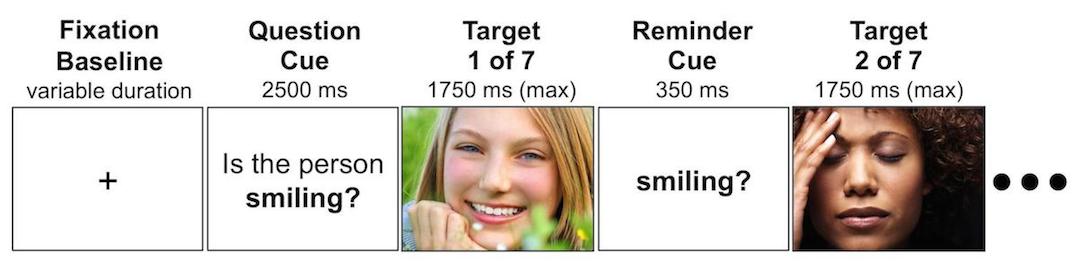 Fixation
Baseline
variable duration
Question
Cue
2500 ms
Target
1 of 7
1750 ms (max)
Reminder
Cue
350 ms
Target
2 of 7
1750 ms (max)
+
Is the person
smiling?
smiling?